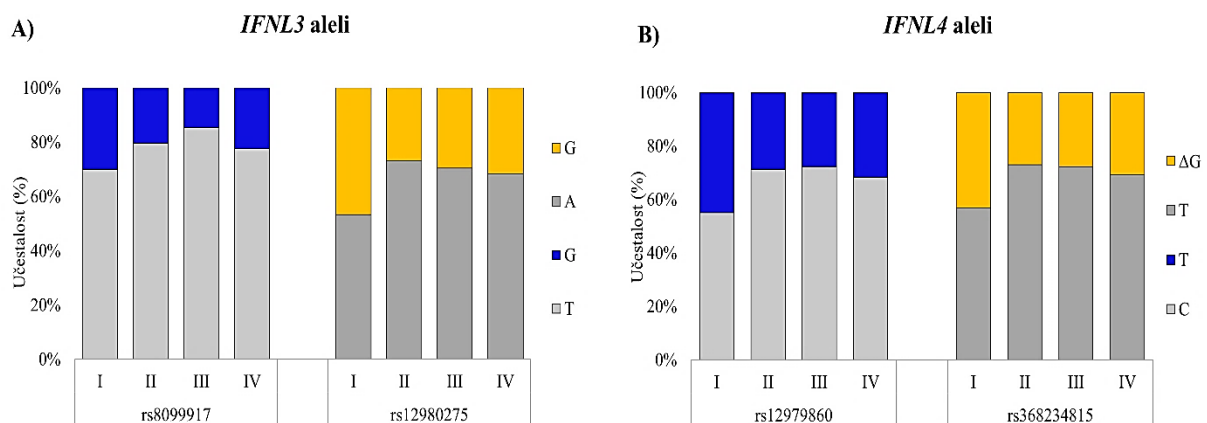 A)
IFNL3 aleli
Učestalost (%)
100%
80%
60%
40%
20%
0%
I II III IV I II III IV
rs8099917 rs12980275
G
A
G
T
B)
IFNL4 aleli
Učestalost (%)
100%
80%
60%
40%
20%
0%
I II III IV I II III IV
rs12979860 rs368234815
ΔG
T
T
C